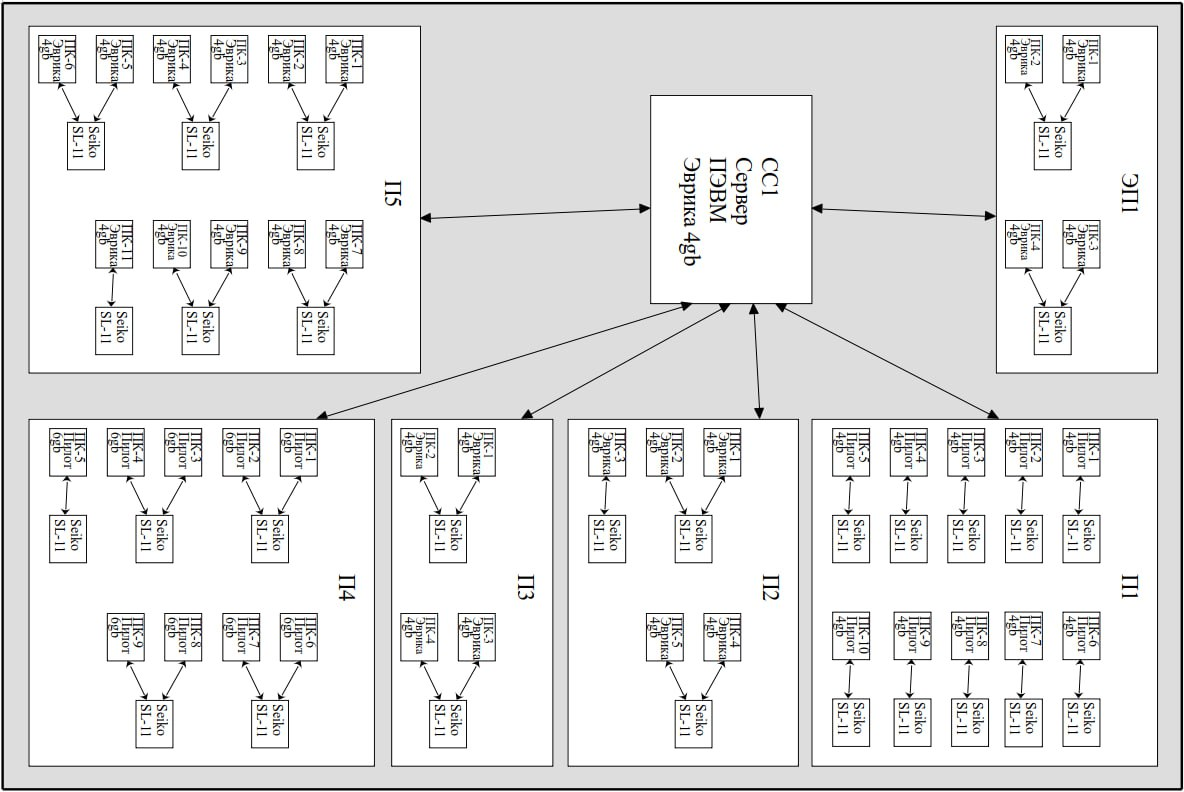 ЭП1
ПК-1
Эврика
4gb
ПК-2
Эврика
4gb
Seiko
SL-11
ПК-3
Эврика
4gb
ПК-4
Эврика
4gb
Seiko
SL-11
СС1
Сервер
ПЭВМ
Эврика 4gb
П1
ПК-1
Пилот
4gb
Seiko
SL-11
ПК-2
Пилот
4gb
Seiko
SL-11
ПК-3
Пилот
4gb
Seiko
SL-11
ПК-4
Пилот
4gb
Seiko
SL-11
ПК-5
Пилот
4gb
Seiko
SL-11
ПК-6
Пилот
4gb
Seiko
SL-11
ПК-7
Пилот
4gb
Seiko
SL-11
ПК-8
Пилот
4gb
Seiko
SL-11
ПК-9
Пилот
4gb
Seiko
SL-11
ПК-10
Пилот
4gb
Seiko
SL-11
П2
ПК-1
Эврика
4gb
ПК-2
Эврика
4gb
Seiko
SL-11
ПК-3
Эврика
4gb
Seiko
SL-11
ПК-4
Эврика
4gb
ПК-5
Эврика
4gb
Seiko
SL-11
П3
ПК-1
Эврика
4gb
ПК-2
Эврика
4gb
Seiko
SL-11
ПК-3
Эврика
4gb
ПК-4
Эврика
4gb
Seiko
SL-11
П4
ПК-1
Пилот
6gb
ПК-2
Пилот
6gb
Seiko
SL-11
ПК-3
Пилот
6gb
ПК-4
Пилот
6gb
Seiko
SL-11
ПК-5
Пилот
6gb
Seiko
SL-11
ПК-6
Пилот
6gb
ПК-7
Пилот
6gb
Seiko
SL-11
ПК-8
Пилот
6gb
ПК-9
Пилот
6gb
Seiko
SL-11
П5
ПК-1
Эврика
4gb
ПК-2
Эврика
4gb
Seiko
SL-11
ПК-3
Эврика
4gb
ПК-4
Эврика
4gb
Seiko
SL-11
ПК-5
Эврика
4gb
ПК-6
Эврика
4gb
Seiko
SL-11
ПК-7
Эврика
4gb
ПК-8
Эврика
4gb
Seiko
SL-11
ПК-9
Эврика
4gb
ПК-10
Эврика
4gb
Seiko
SL-11
ПК-11
Эврика
4gb
Seiko
SL-11